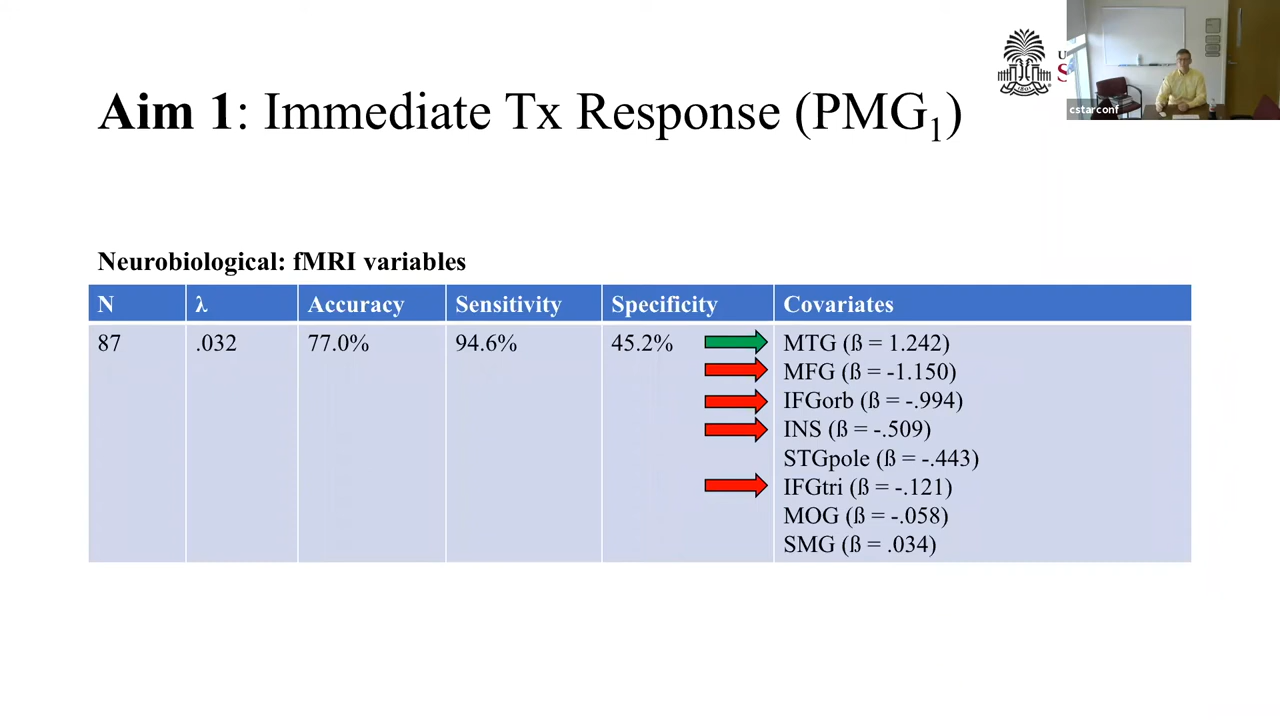 Aim 1: Immediate Tx Response (PMG₁)
U
S
cstarconf
Neurobiological: fMRI variables
N λ Accuracy Sensitivity Specificity Covariates
87 .032 77.0% 94.6% 45.2% MTG (ß = 1.242)
MFG (ß = -1.150)
IFGorb (ß = -.994)
INS (ß = -.509)
STGpole (ß = -.443)
IFGtri (ß = -.121)
MOG (ß = -.058)
SMG (ß = .034)